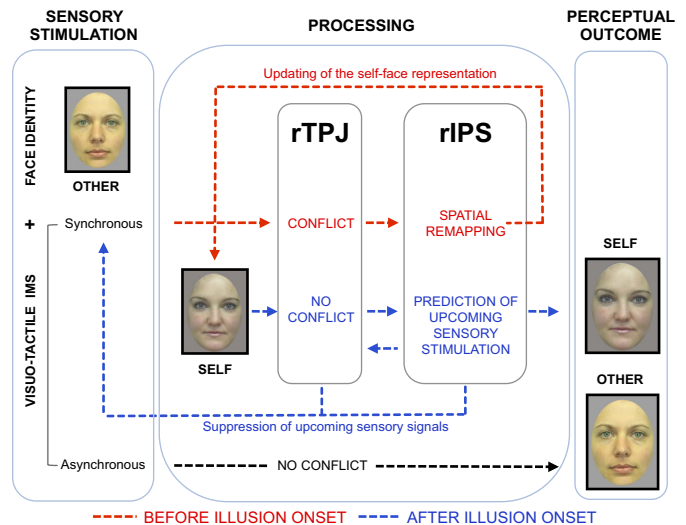 SENSORY
STIMULATION
PROCESSING
PERCEPTUAL
OUTCOME
FACE IDENTITY
+
VISUO-TACTILE IMS
OTHER
Synchronous
Asynchronous
Updating of the self-face representation
rTPJ
rIPS
CONFLICT
SPATIAL
REMAPPING
SELF
NO
CONFLICT
PREDICTION OF
UPCOMING
SENSORY
STIMULATION
Suppression of upcoming sensory signals
NO CONFLICT
SELF
OTHER
BEFORE ILLUSION ONSET
AFTER ILLUSION ONSET